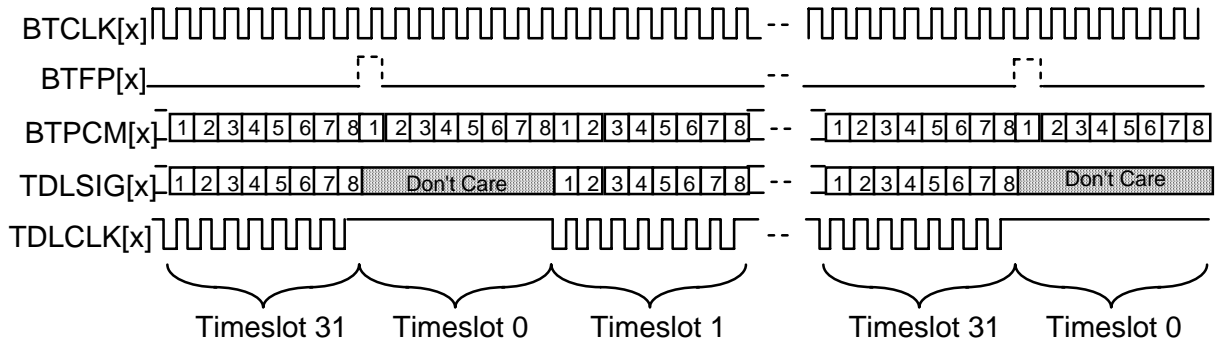 BTCLK[x] --
BTFP[x] --
BTPCM[x] 1 2 3 4 5 6 7 8 1 2 3 4 5 6 7 8 1 2 3 4 5 6 7 8 -- 1 2 3 4 5 6 7 8 1 2 3 4 5 6 7 8
TDLSIG[x] 1 2 3 4 5 6 7 8 Don't Care 1 2 3 4 5 6 7 8 -- 1 2 3 4 5 6 7 8 Don't Care
TDLCLK[x] --
Timeslot 31 Timeslot 0 Timeslot 1 Timeslot 31 Timeslot 0